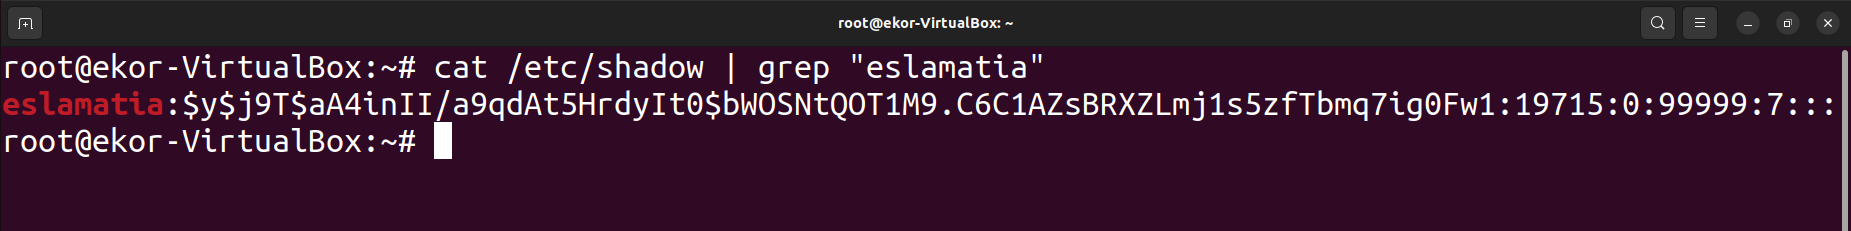 root@ekor-VirtualBox: ~
root@ekor-VirtualBox:~# cat /etc/shadow | grep "eslamatia"
eslamatia:$y$j9T$aA4inII/a9qdAt5HrdyIt0$bWOSNtQOT1M9.C6C1AZsBRXZLmj1s5zfTbmq7ig0Fw1:19715:0:99999:7:::
root@ekor-VirtualBox:~#